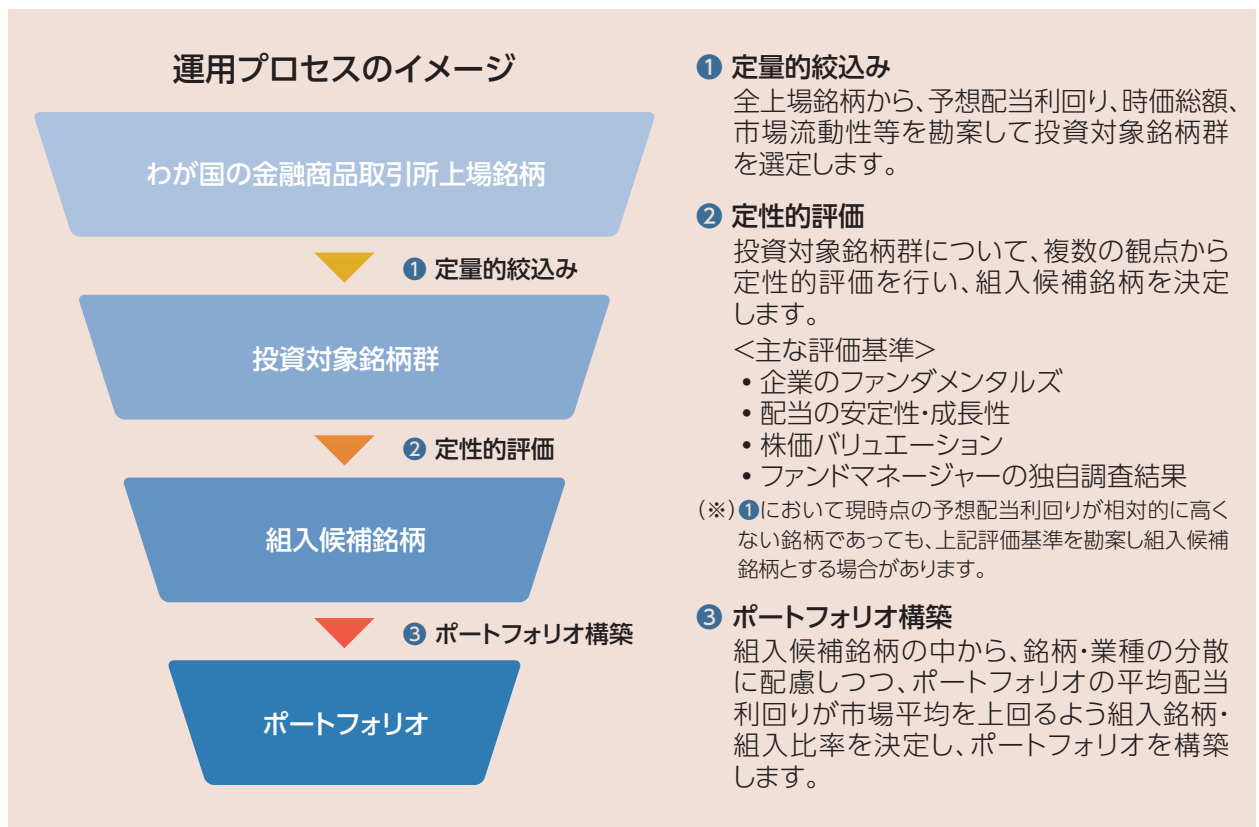 運用プロセスのイメージ
わが国の金融商品取引所上場銘柄
❶ 定量的絞込み
投資対象銘柄群
❷ 定性的評価
組入候補銘柄
❸ ポートフォリオ構築
ポートフォリオ
❶ 定量的絞込み
全上場銘柄から、予想配当利回り、時価総額、
市場流動性等を勘案して投資対象銘柄群
を選定します。
❷ 定性的評価
投資対象銘柄群について、複数の観点から
定性的評価を行い、組入候補銘柄を決定
します。
＜主な評価基準＞
• 企業のファンダメンタルズ
• 配当の安定性・成長性
• 株価バリュエーション
• ファンドマネージャーの独自調査結果
（※）❶において現時点の予想配当利回りが相対的に高く
ない銘柄であっても、上記評価基準を勘案し組入候補
銘柄とする場合があります。
❸ ポートフォリオ構築
組入候補銘柄の中から、銘柄・業種の分散
に配慮しつつ、ポートフォリオの平均配当
利回りが市場平均を上回るよう組入銘柄・
組入比率を決定し、ポートフォリオを構築
します。